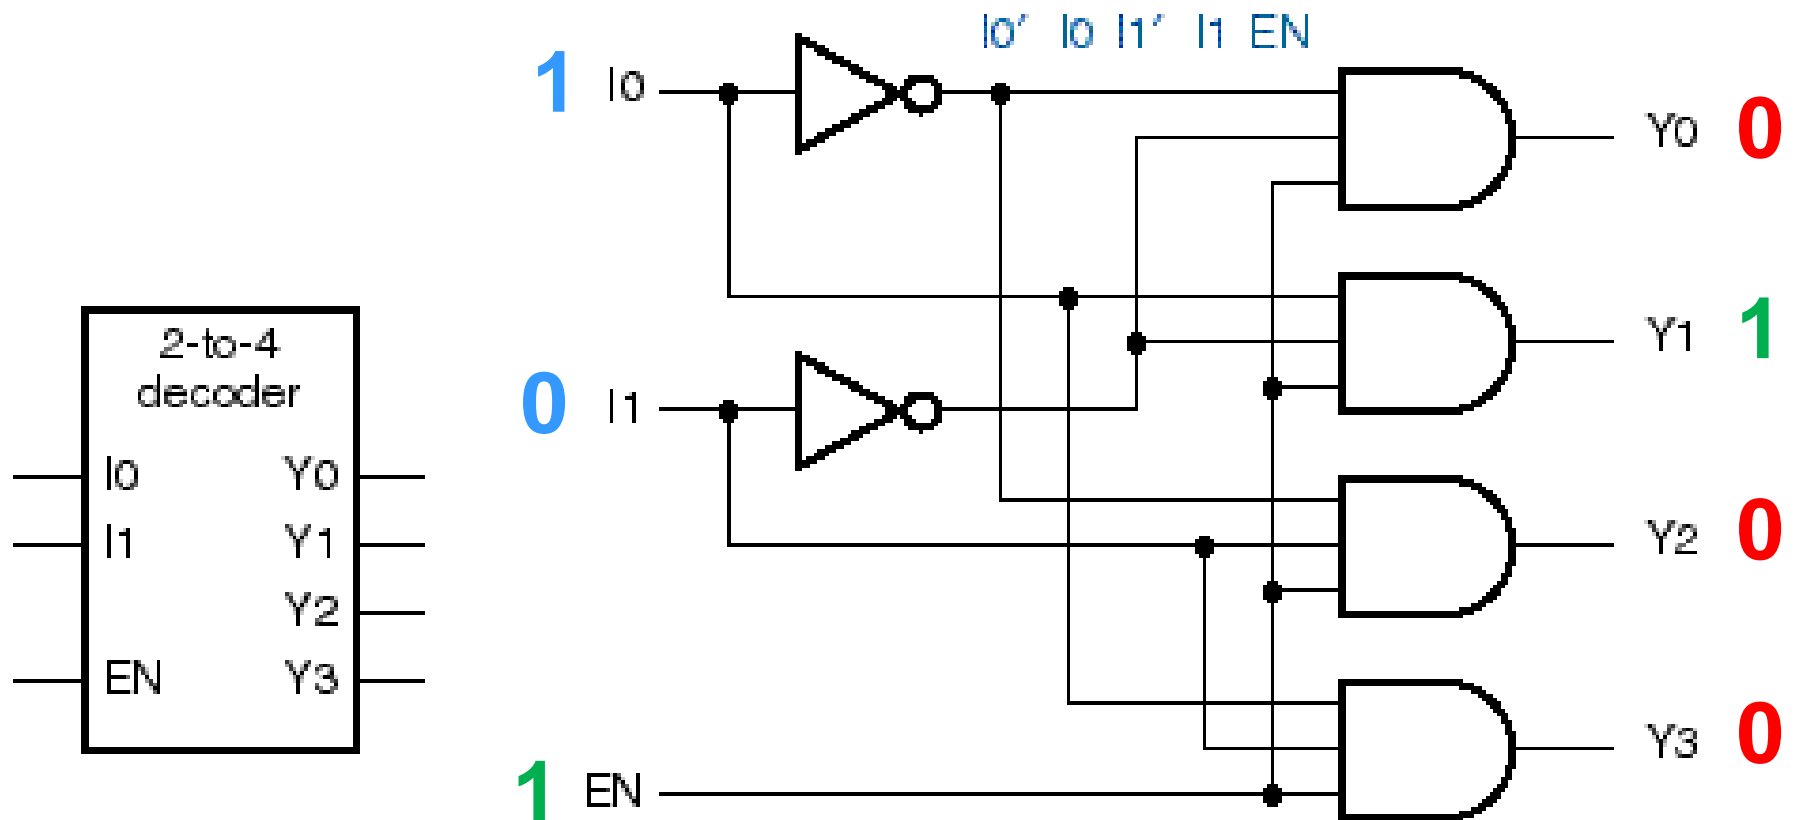 I0′ I0 I1′ I1 EN
1 I0
Y0 0
Y1 1
2-to-4
decoder
0 I1
I0 Y0
I1 Y1
Y2
EN Y3
Y2 0
Y3 0
1 EN